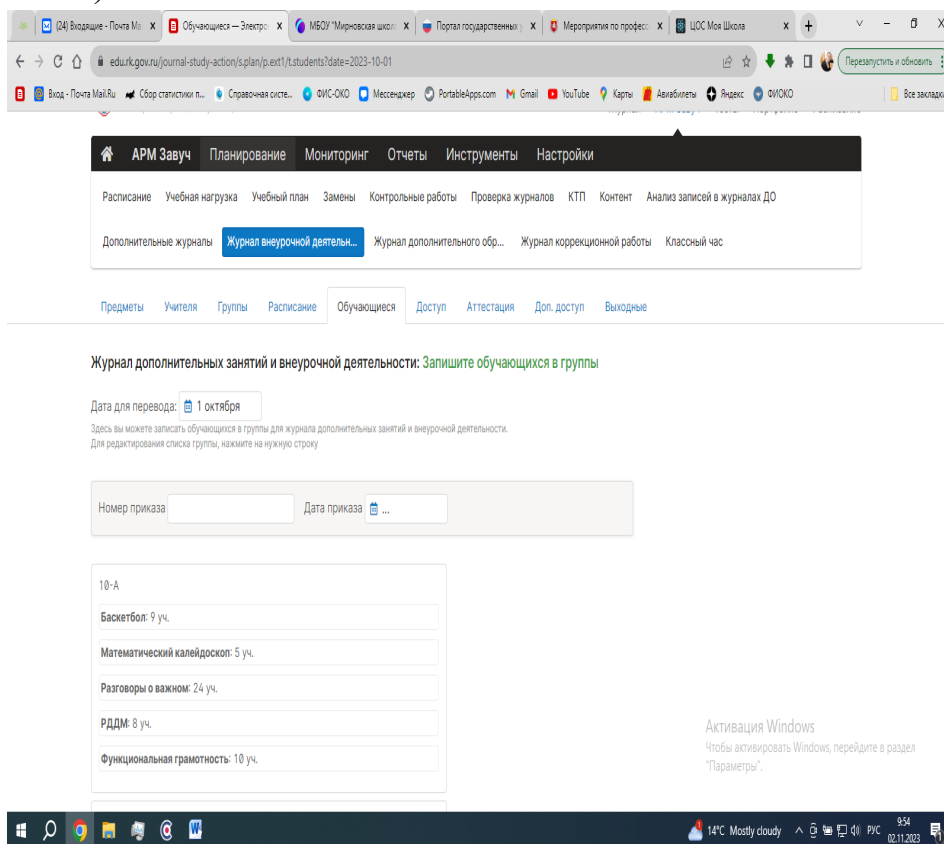 (24) Входящие - Почта Ma
Обучающиеся — Электро
МБОУ "Мирновская школ
Портал государственных
Мероприятия по професс
ЦОС Моя Школа
edu.rk.gov.ru/journal-study-action/s.plan/p.ext1/t.students?date=2023-10-01
Перезапустить и обновить
Вход - Почта Mail.Ru
Сбор статистики п...
Справочная систе...
ФИС-ОКО
Мессенджер
PortableApps.com
Gmail
YouTube
Карты
Авиабилеты
Яндекс
ФИОКО
Все закладки
АРМ Завуч Планирование Мониторинг Отчеты Инструменты Настройки
Расписание Учебная нагрузка Учебный план Замены Контрольные работы Проверка журналов КТП Контент Анализ записей в журналах ДО
Дополнительные журналы Журнал внеурочной деятельн... Журнал дополнительного обр... Журнал коррекционной работы Классный час
Предметы Учителя Группы Расписание Обучающиеся Доступ Аттестация Доп. доступ Выходные
Журнал дополнительных занятий и внеурочной деятельности: Запишите обучающихся в группы
Дата для перевода: 1 октября
Здесь вы можете записать обучающихся в группы для журнала дополнительных занятий и внеурочной деятельности.
Для редактирования списка группы, нажмите на нужную строку
Номер приказа Дата приказа ...
10-А
Баскетбол: 9 уч.
Математический калейдоскоп: 5 уч.
Разговоры о важном: 24 уч.
РДДМ: 8 уч.
Функциональная грамотность: 10 уч.
Активация Windows
Чтобы активировать Windows, перейдите в раздел
"Параметры".
14°C Mostly cloudy
РУС
9:54
02.11.2023